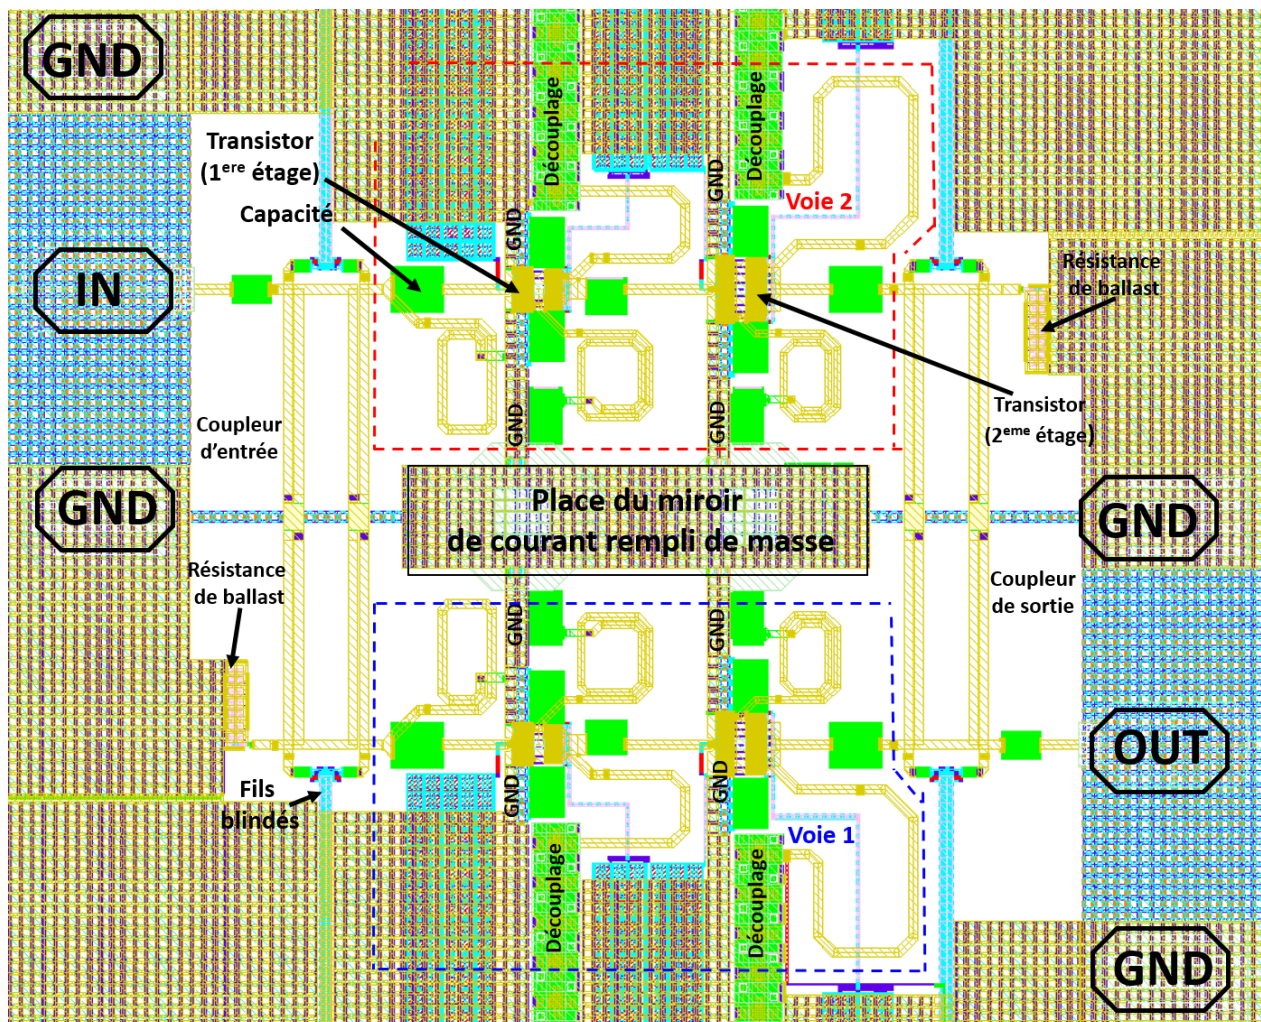 GND
Découplage
Découplage
Transistor
(1ere étage)
Capacité
GND
GND
Voie 2
IN
Résistance
de ballast
Transistor
(2eme étage)
Coupleur
d'entrée
GND
GND
GND
Place du miroir
de courant rempli de masse
GND
Résistance
de ballast
Coupleur
de sortie
GND
GND
OUT
Fils
blindés
GND
GND
Voie 1
Découplage
Découplage
GND